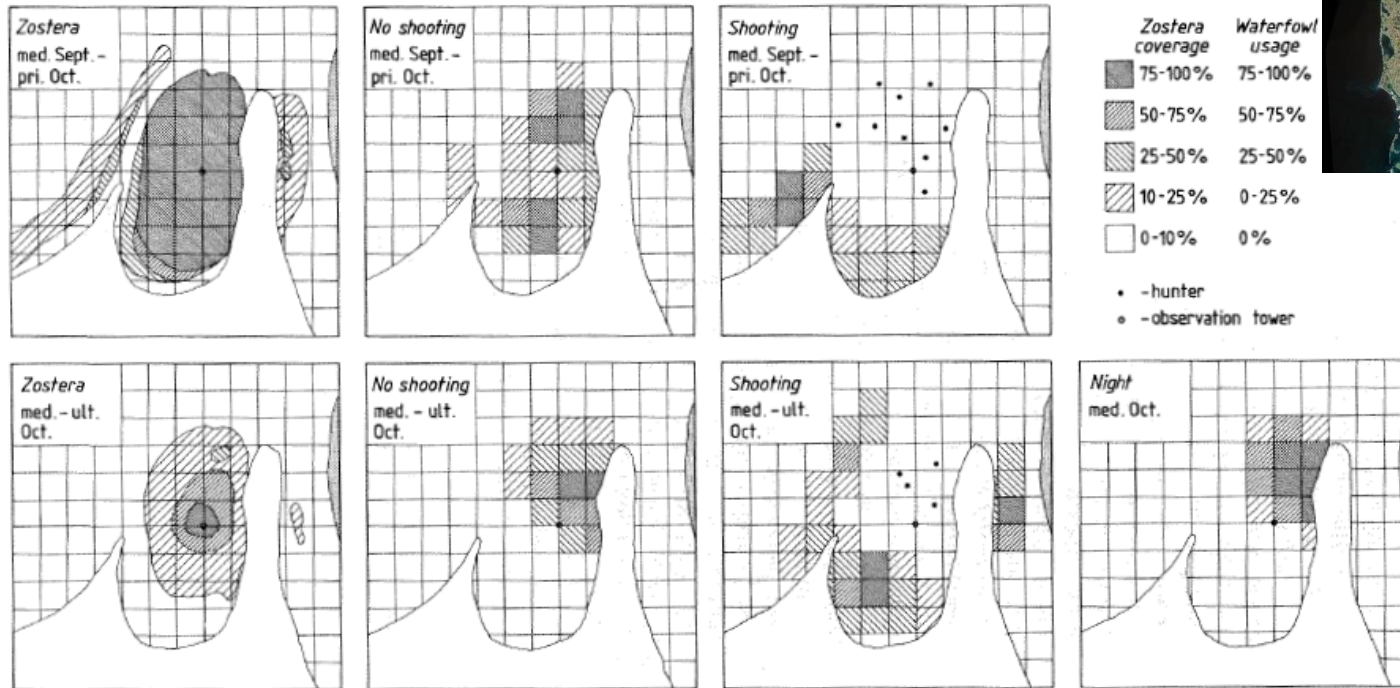 Zostera
med. Sept. -
pri. Oct.
No shooting
med. Sept. -
pri. Oct.
Shooting
med. Sept. -
pri. Oct.
Zostera coverage
Waterfowl usage
75-100% 75-100%
50-75% 50-75%
25-50% 25-50%
10-25% 0-25%
0-10% 0%
-hunter
-observation tower
Zostera
med. - ult.
Oct.
No shooting
med. - ult.
Oct.
Shooting
med. - ult.
Oct.
Night
med. Oct.